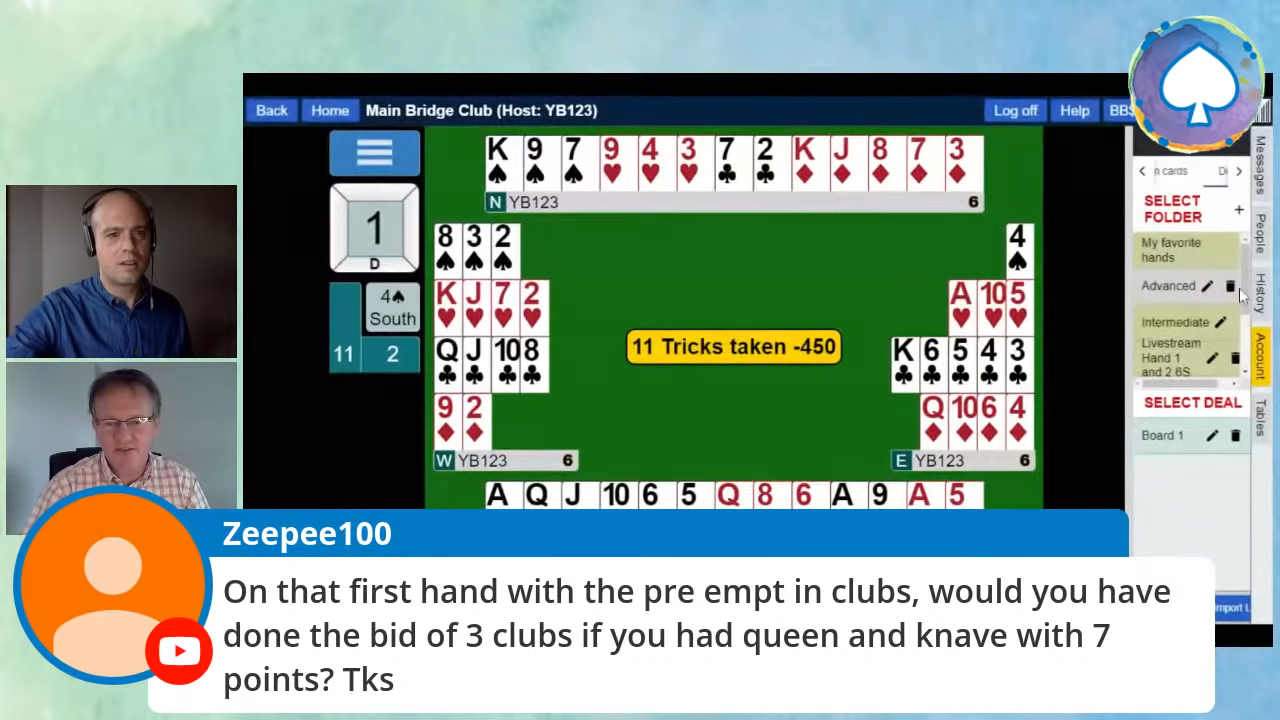 Back Home Main Bridge Club (Host: YB123) Log off Help BB$
K 9 7 9 4 3 7 2 K J 8 7 3
N YB123 6
1
D
4♠
South
11 2
8 3 2
K J 7 2
Q J 10 8
9 2
W YB123 6
11 Tricks taken -450
4
A 10 5
K 6 5 4 3
Q 10 6 4
E YB123 6
A Q J 10 6 5 Q 8 6 A 9 A 5
n cards
SELECT
FOLDER
+
My favorite
hands
Advanced
Intermediate
Livestream
Hand 1
and 2 6S
SELECT DEAL
Board 1
Import L
Messages
People
History
Account
Tables
Zeepee100
On that first hand with the pre empt in clubs, would you have
done the bid of 3 clubs if you had queen and knave with 7
points? Tks